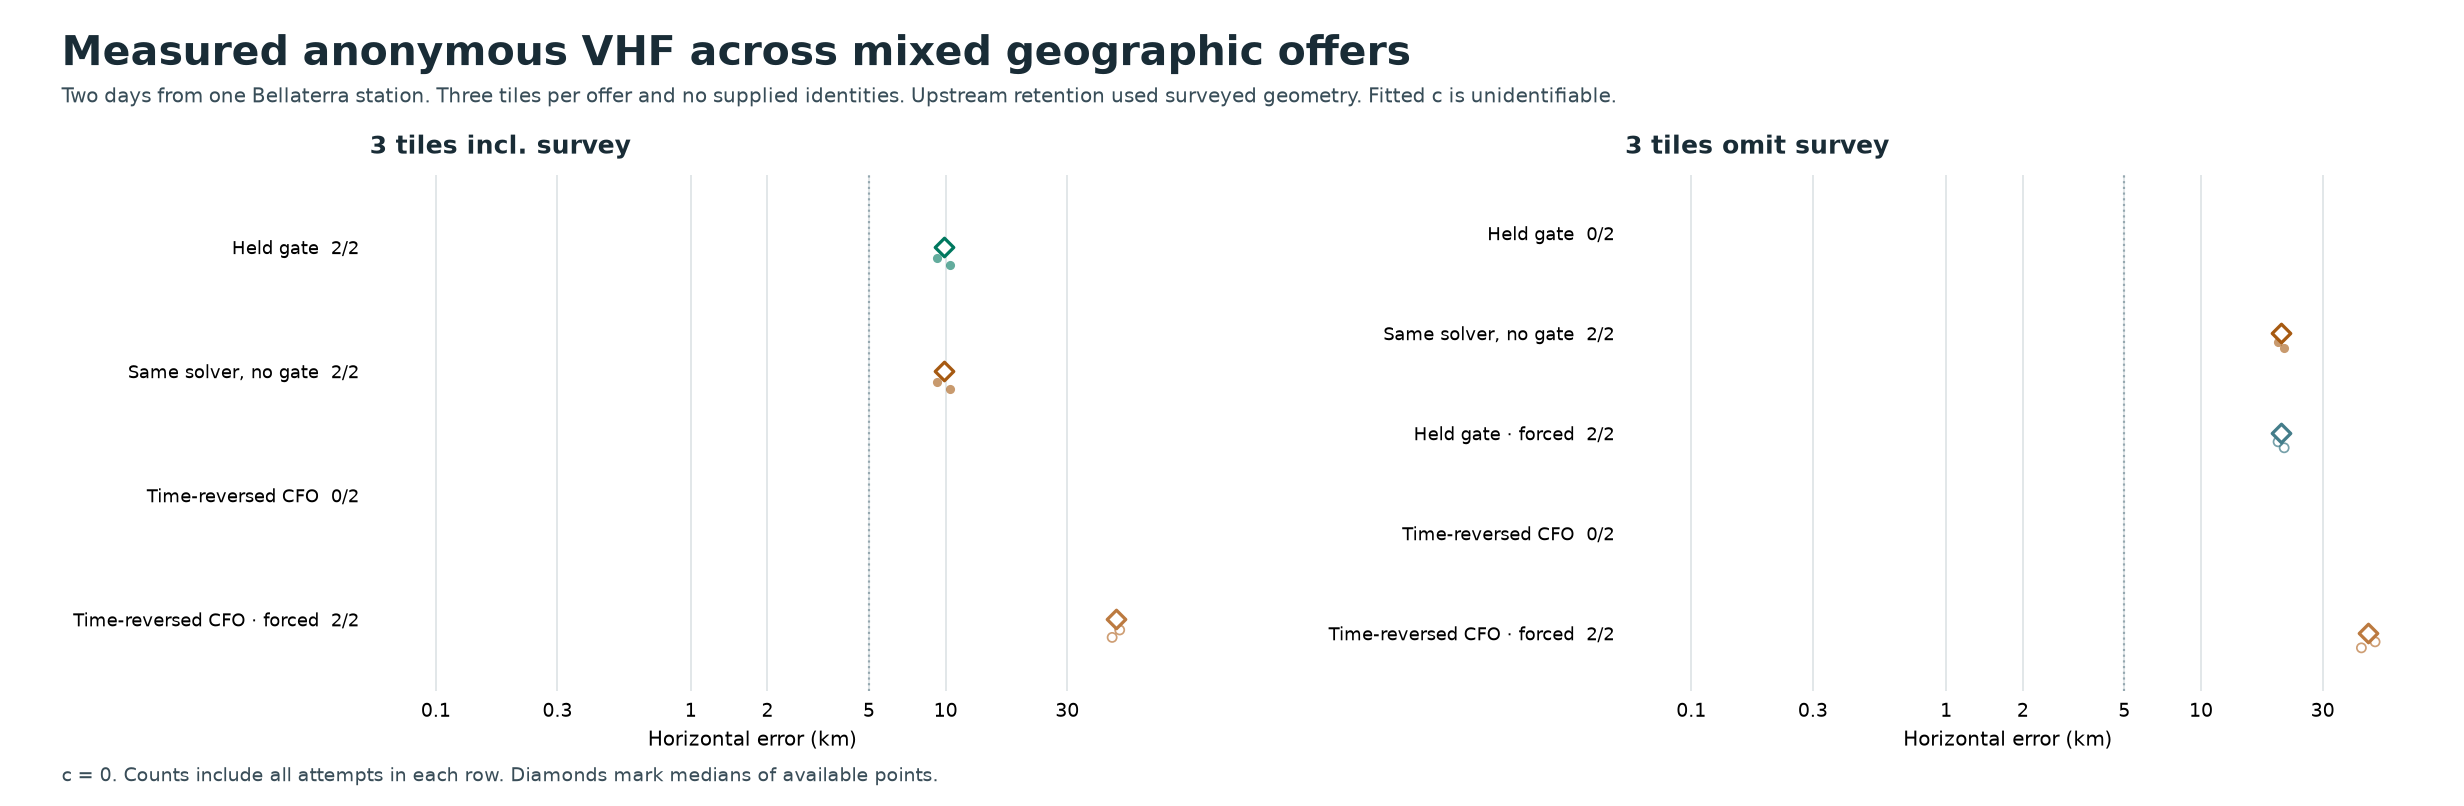 Measured anonymous VHF across mixed geographic offers
Two days from one Bellaterra station. Three tiles per offer and no supplied identities. Upstream retention used surveyed geometry. Fitted c is unidentifiable.
3 tiles incl. survey
Held gate 2/2
Same solver, no gate 2/2
Time-reversed CFO 0/2
Time-reversed CFO · forced 2/2
0.1 0.3 1 2 5 10 30
Horizontal error (km)
3 tiles omit survey
Held gate 0/2
Same solver, no gate 2/2
Held gate · forced 2/2
Time-reversed CFO 0/2
Time-reversed CFO · forced 2/2
0.1 0.3 1 2 5 10 30
Horizontal error (km)
c = 0. Counts include all attempts in each row. Diamonds mark medians of available points.